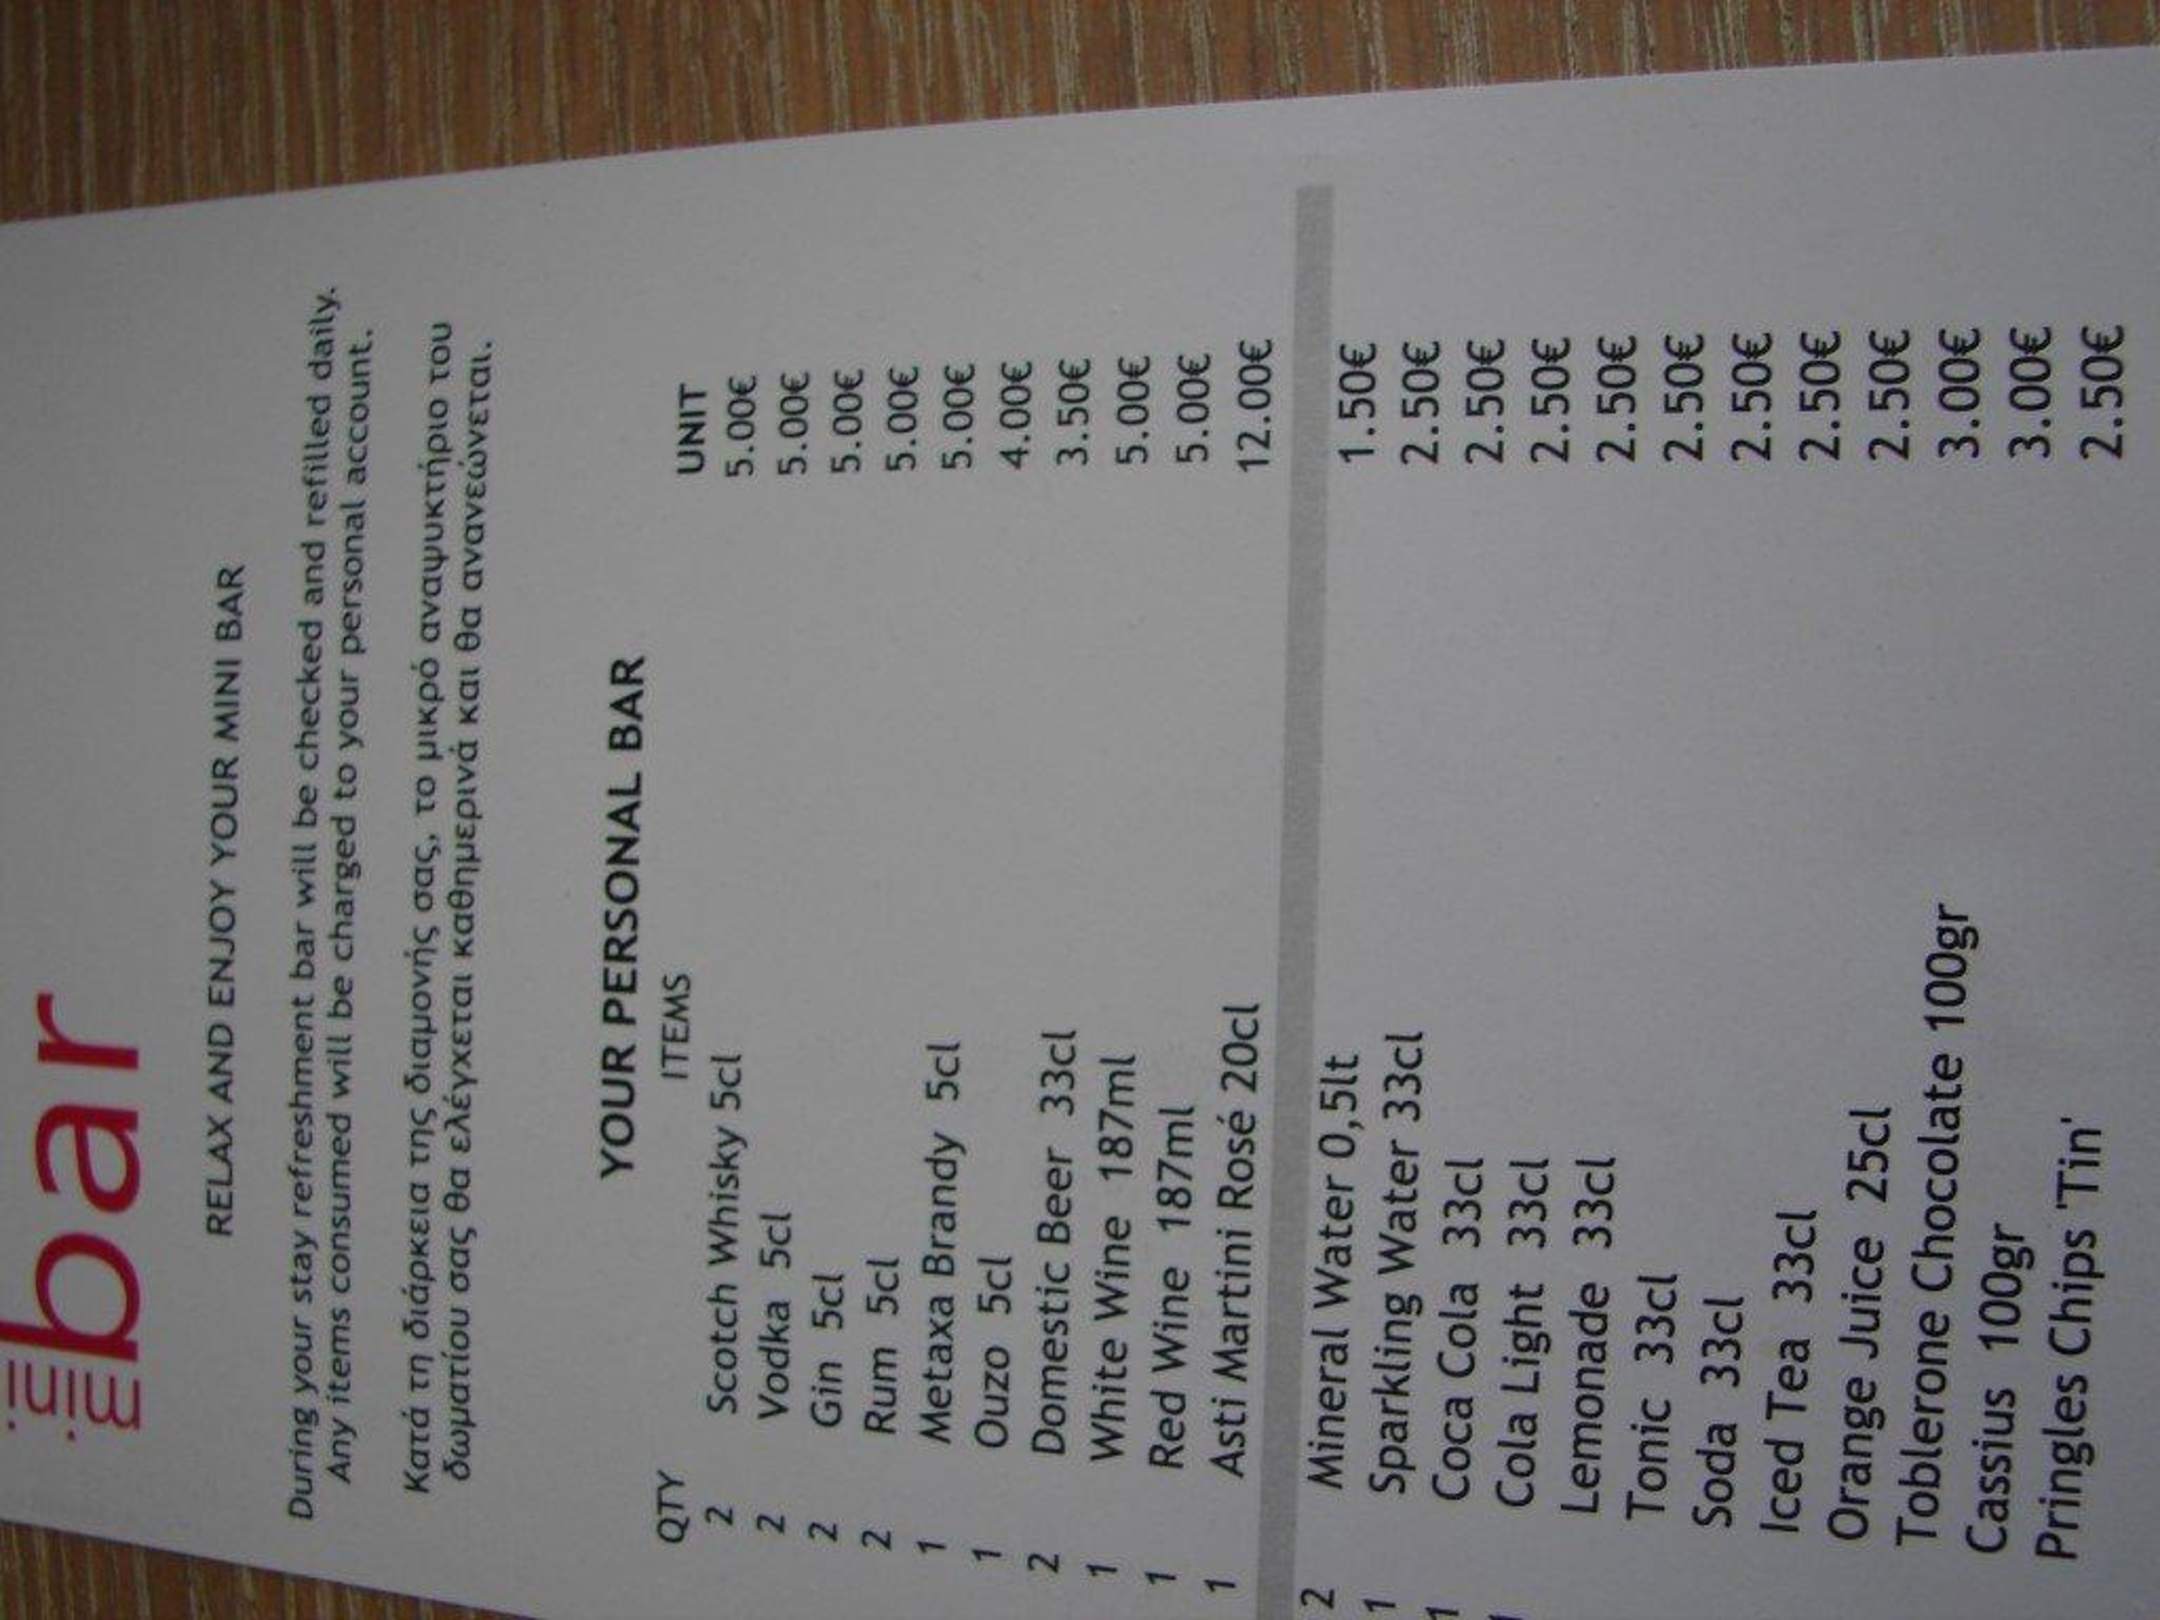 mini
bar
RELAX AND ENJOY YOUR MINI BAR
During your stay refreshment bar will be checked and refilled daily.
Any items consumed will be charged to your personal account.
Κατά τη διάρκεια της διαμονής σας, το μικρό αναψυκτήριο του
δωματίου σας θα ελέγχεται καθημερινά και θα ανανεώνεται.
YOUR PERSONAL BAR
QTY ITEMS UNIT
2 Scotch Whisky 5cl 5.00€
2 Vodka 5cl 5.00€
2 Gin 5cl 5.00€
2 Rum 5cl 5.00€
1 Metaxa Brandy 5cl 5.00€
1 Ouzo 5cl 4.00€
2 Domestic Beer 33cl 3.50€
1 White Wine 187ml 5.00€
1 Red Wine 187ml 5.00€
1 Asti Martini Rosé 20cl 12.00€
2 Mineral Water 0,5lt 1.50€
1 Sparkling Water 33cl 2.50€
1 Coca Cola 33cl 2.50€
Cola Light 33cl 2.50€
Lemonade 33cl 2.50€
Tonic 33cl 2.50€
Soda 33cl 2.50€
Iced Tea 33cl 2.50€
Orange Juice 25cl 2.50€
Toblerone Chocolate 100gr 3.00€
Cassius 100gr 3.00€
Pringles Chips 'Tin' 2.50€